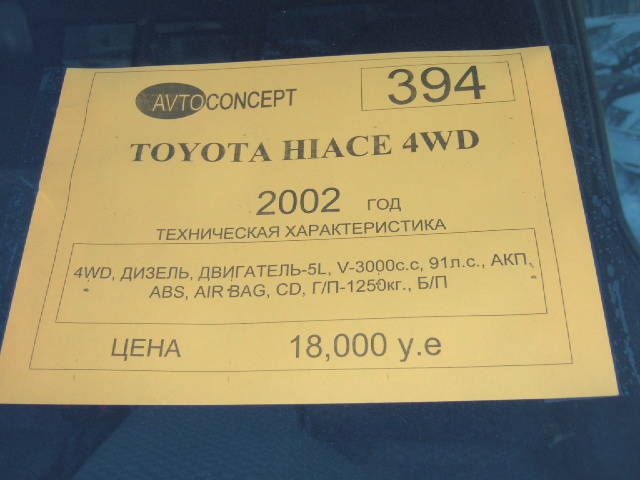 AVTOCONCEPT
394
TOYOTA HIACE 4WD
2002 ГОД
ТЕХНИЧЕСКАЯ ХАРАКТЕРИСТИКА
4WD, ДИЗЕЛЬ, ДВИГАТЕЛЬ-5L, V-3000с.с, 91л.с., АКП,
ABS, AIR BAG, CD, Г/П-1250кг., Б/П
ЦЕНА 18,000 у.е